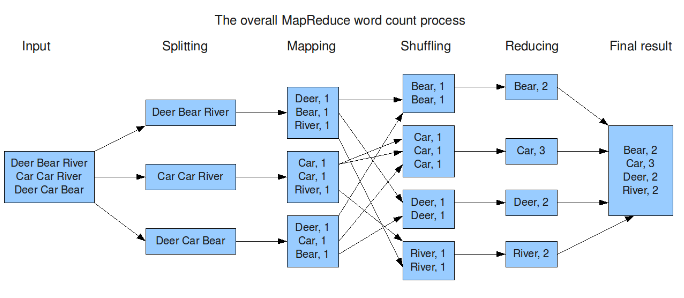 The overall MapReduce word count process
Input
Splitting
Mapping
Shuffling
Reducing
Final result
Deer Bear River
Car Car River
Deer Car Bear
Deer Bear River
Car Car River
Deer Car Bear
Deer, 1
Bear, 1
River, 1
Car, 1
Car, 1
River, 1
Deer, 1
Car, 1
Bear, 1
Bear, 1
Bear, 1
Car, 1
Car, 1
Car, 1
Deer, 1
Deer, 1
River, 1
River, 1
Bear, 2
Car, 3
Deer, 2
River, 2
Bear, 2
Car, 3
Deer, 2
River, 2